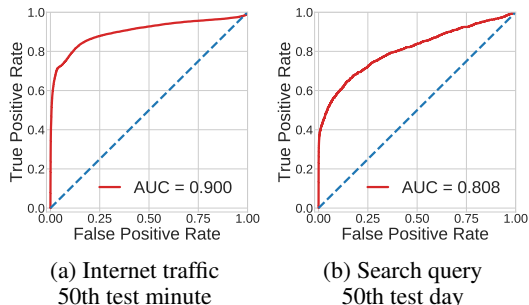 True Positive Rate
1.0
0.8
0.6
0.4
0.2
0.0
0.00 0.25 0.50 0.75 1.00
AUC = 0.900
False Positive Rate
(a) Internet traffic
50th test minute
True Positive Rate
1.0
0.8
0.6
0.4
0.2
0.0
0.00 0.25 0.50 0.75 1.00
AUC = 0.808
False Positive Rate
(b) Search query
50th test day